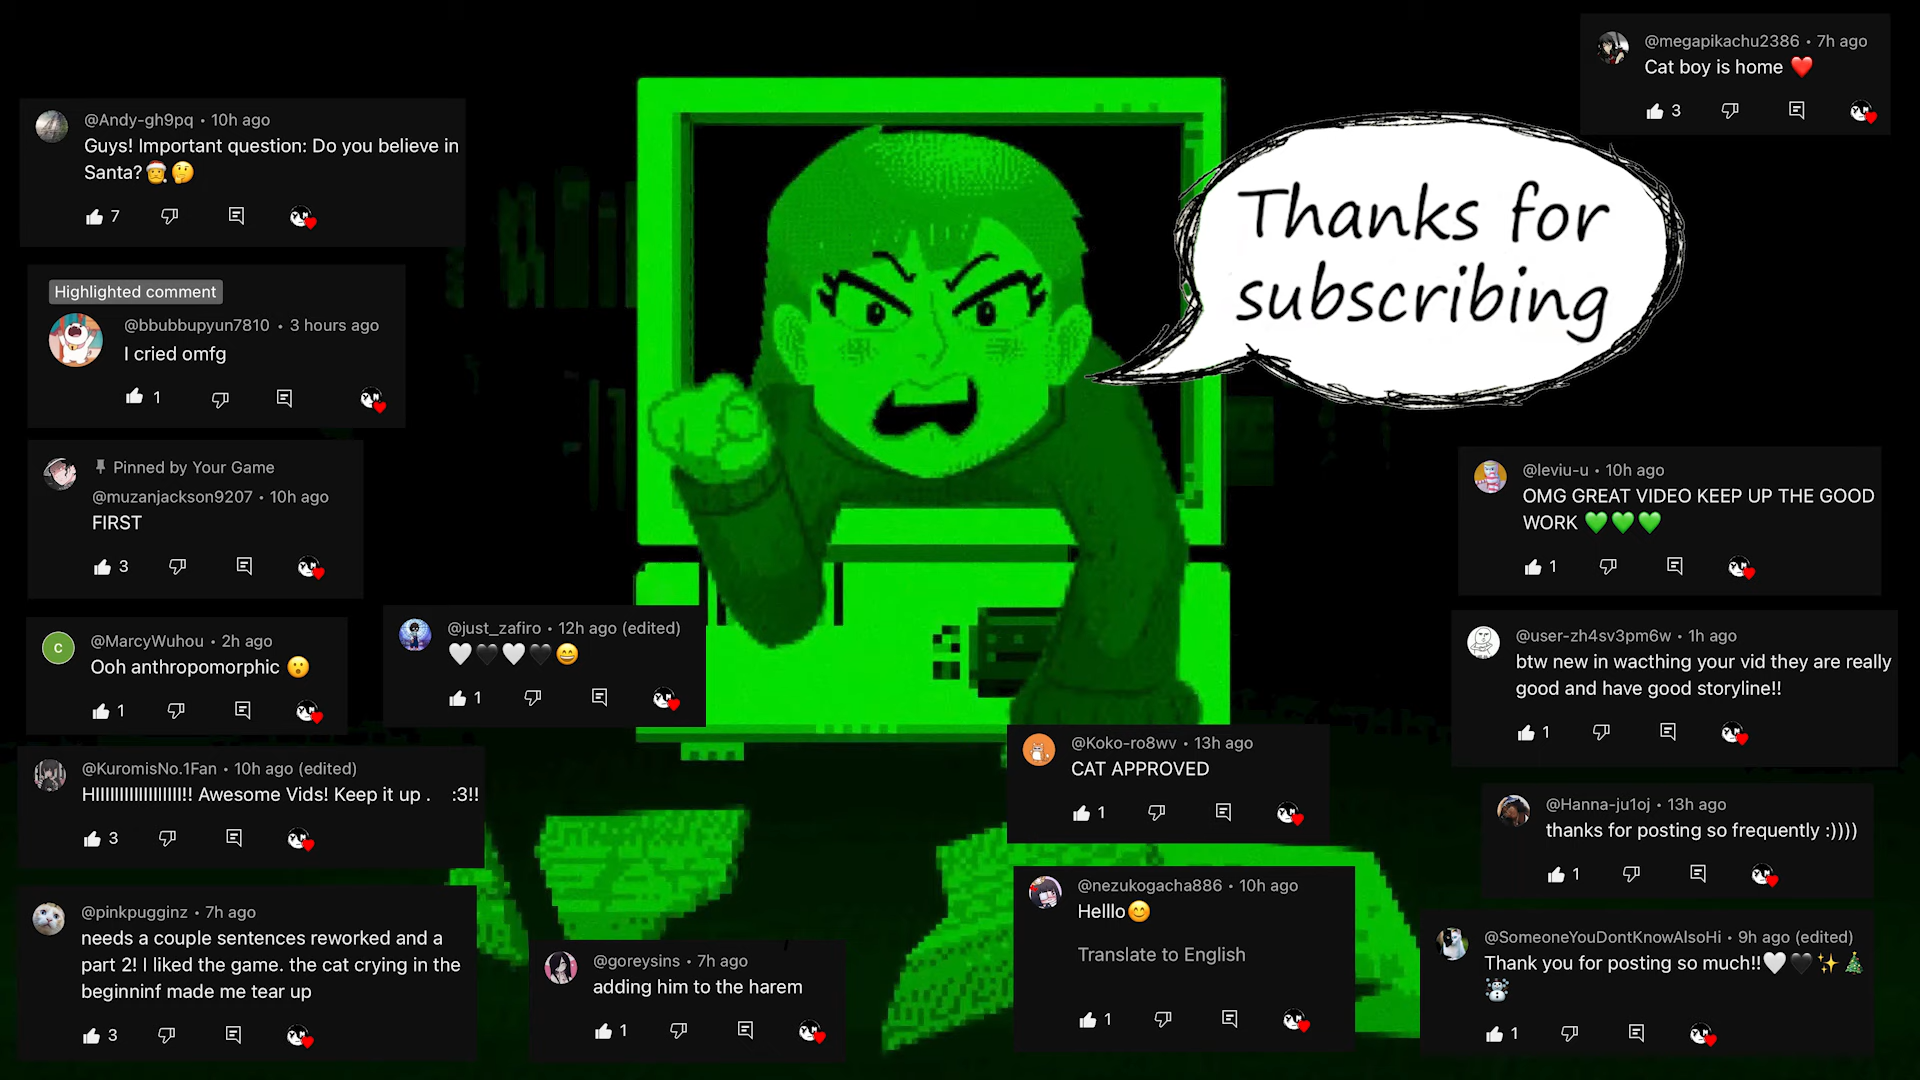 @Andy-gh9pq • 10h ago
Guys! Important question: Do you believe in
Santa?🎅🤔
7
Highlighted comment
@bbubbupyun7810 • 3 hours ago
I cried omfg
1
Pinned by Your Game
@muzanjackson9207 • 10h ago
FIRST
3
C
@MarcyWuhou • 2h ago
Ooh anthropomorphic 😮
1
@just_zafiro • 12h ago (edited)
🤍🖤🤍🖤😄
1
@KuromisNo.1Fan • 10h ago (edited)
HIIIIIIIIIIIIIIIIII!! Awesome Vids! Keep it up . :3!!
3
@pinkpugginz • 7h ago
needs a couple sentences reworked and a
part 2! I liked the game. the cat crying in the
beginninf made me tear up
3
@goreysins • 7h ago
adding him to the harem
1
Thanks for
subscribing
@megapikachu2386 • 7h ago
Cat boy is home ❤️
3
@leviu-u • 10h ago
OMG GREAT VIDEO KEEP UP THE GOOD
WORK 💚💚💚
1
@user-zh4sv3pm6w • 1h ago
btw new in wacthing your vid they are really
good and have good storyline!!
1
@Koko-ro8wv • 13h ago
CAT APPROVED
1
@Hanna-ju1oj • 13h ago
thanks for posting so frequently :))))
1
@nezukogacha886 • 10h ago
Helllo😊
Translate to English
1
@SomeoneYouDontKnowAlsoHi • 9h ago (edited)
Thank you for posting so much!!🤍🖤✨🎄
☃️
1